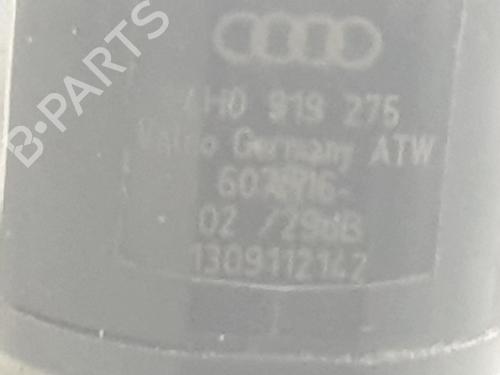 B-PARTS
4H0 919 275
Valeo Germany ATW
02 /29dB
1309112142